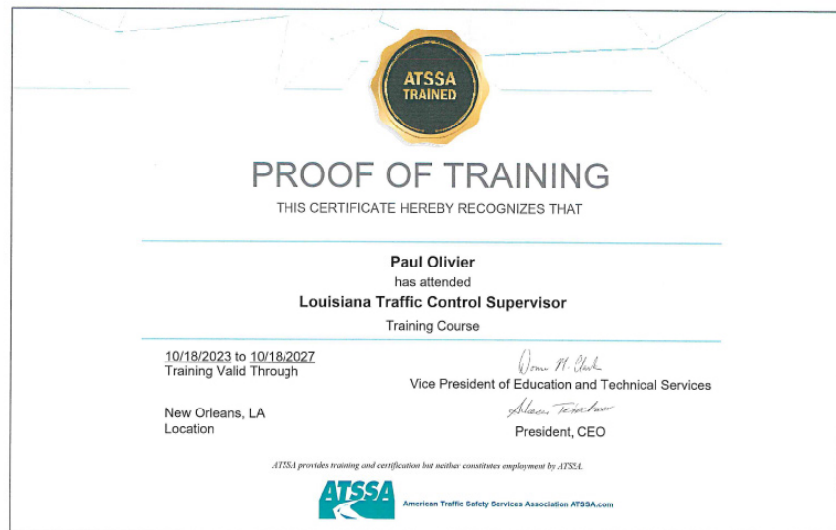 ATSSA
TRAINED
PROOF OF TRAINING
THIS CERTIFICATE HEREBY RECOGNIZES THAT
Paul Olivier
has attended
Louisiana Traffic Control Supervisor
Training Course
10/18/2023 to 10/18/2027
Training Valid Through
Vice President of Education and Technical Services
New Orleans, LA
Location
President, CEO
ATSSA provides training and certification but neither constitutes employment by ATSSA.
ATSSA American Traffic Safety Services Association ATSSA.com